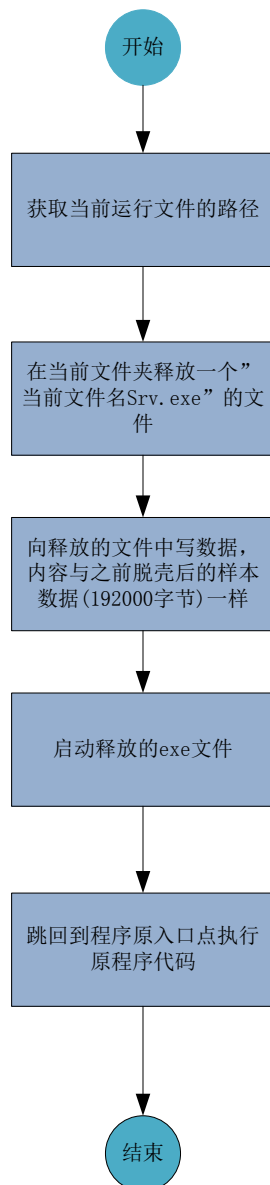 开始
获取当前运行文件的路径
在当前文件夹释放一个”
当前文件名Srv.exe”的文
件
向释放的文件中写数据，
内容与之前脱壳后的样本
数据(192000字节)一样
启动释放的exe文件
跳回到程序原入口点执行
原程序代码
结束